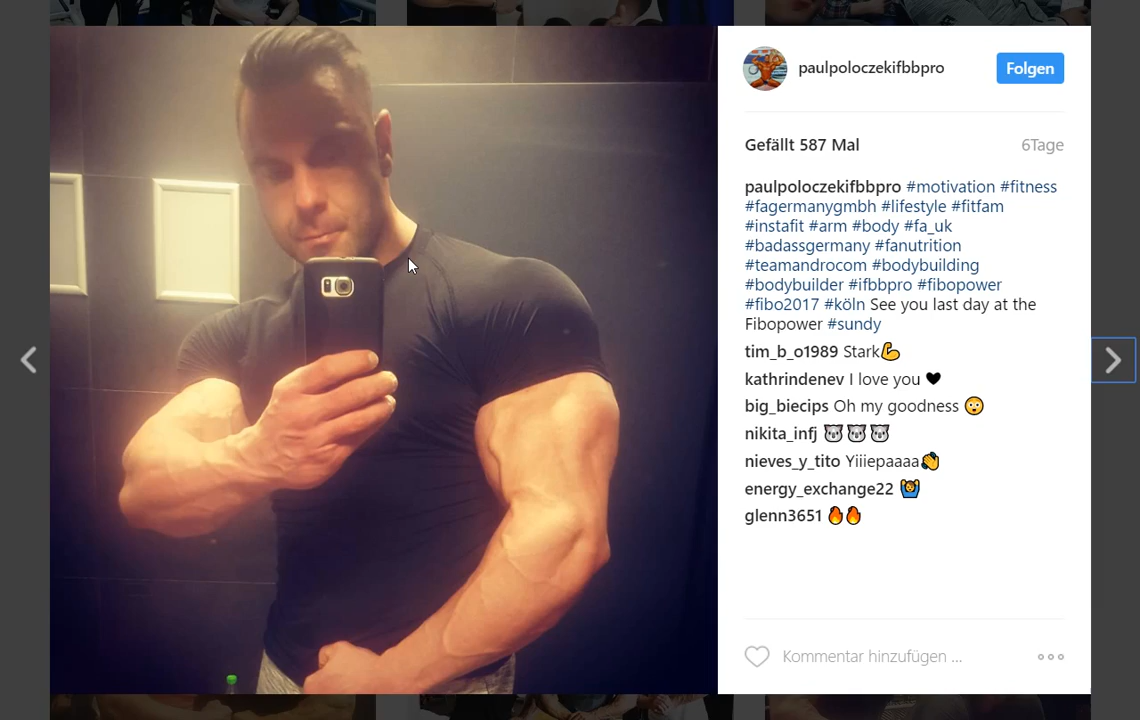 paulpoloczekifbbpro
Folgen
Gefällt 587 Mal
6Tage
paulpoloczekifbbpro #motivation #fitness
#fagermanygmbh #lifestyle #fitfam
#instafit #arm #body #fa_uk
#badassgermany #fanutrition
#teamandrocom #bodybuilding
#bodybuilder #ifbbpro #fibopower
#fibo2017 #köln See you last day at the
Fibopower #sundy
tim_b_o1989 Stark💪
kathrindenev I love you 🖤
big_biecips Oh my goodness 😳
nikita_infj 🐨🐨🐨
nieves_y_tito Yiiiepaaaa👏
energy_exchange22 🙌
glenn3651 🔥🔥
Kommentar hinzufügen ...